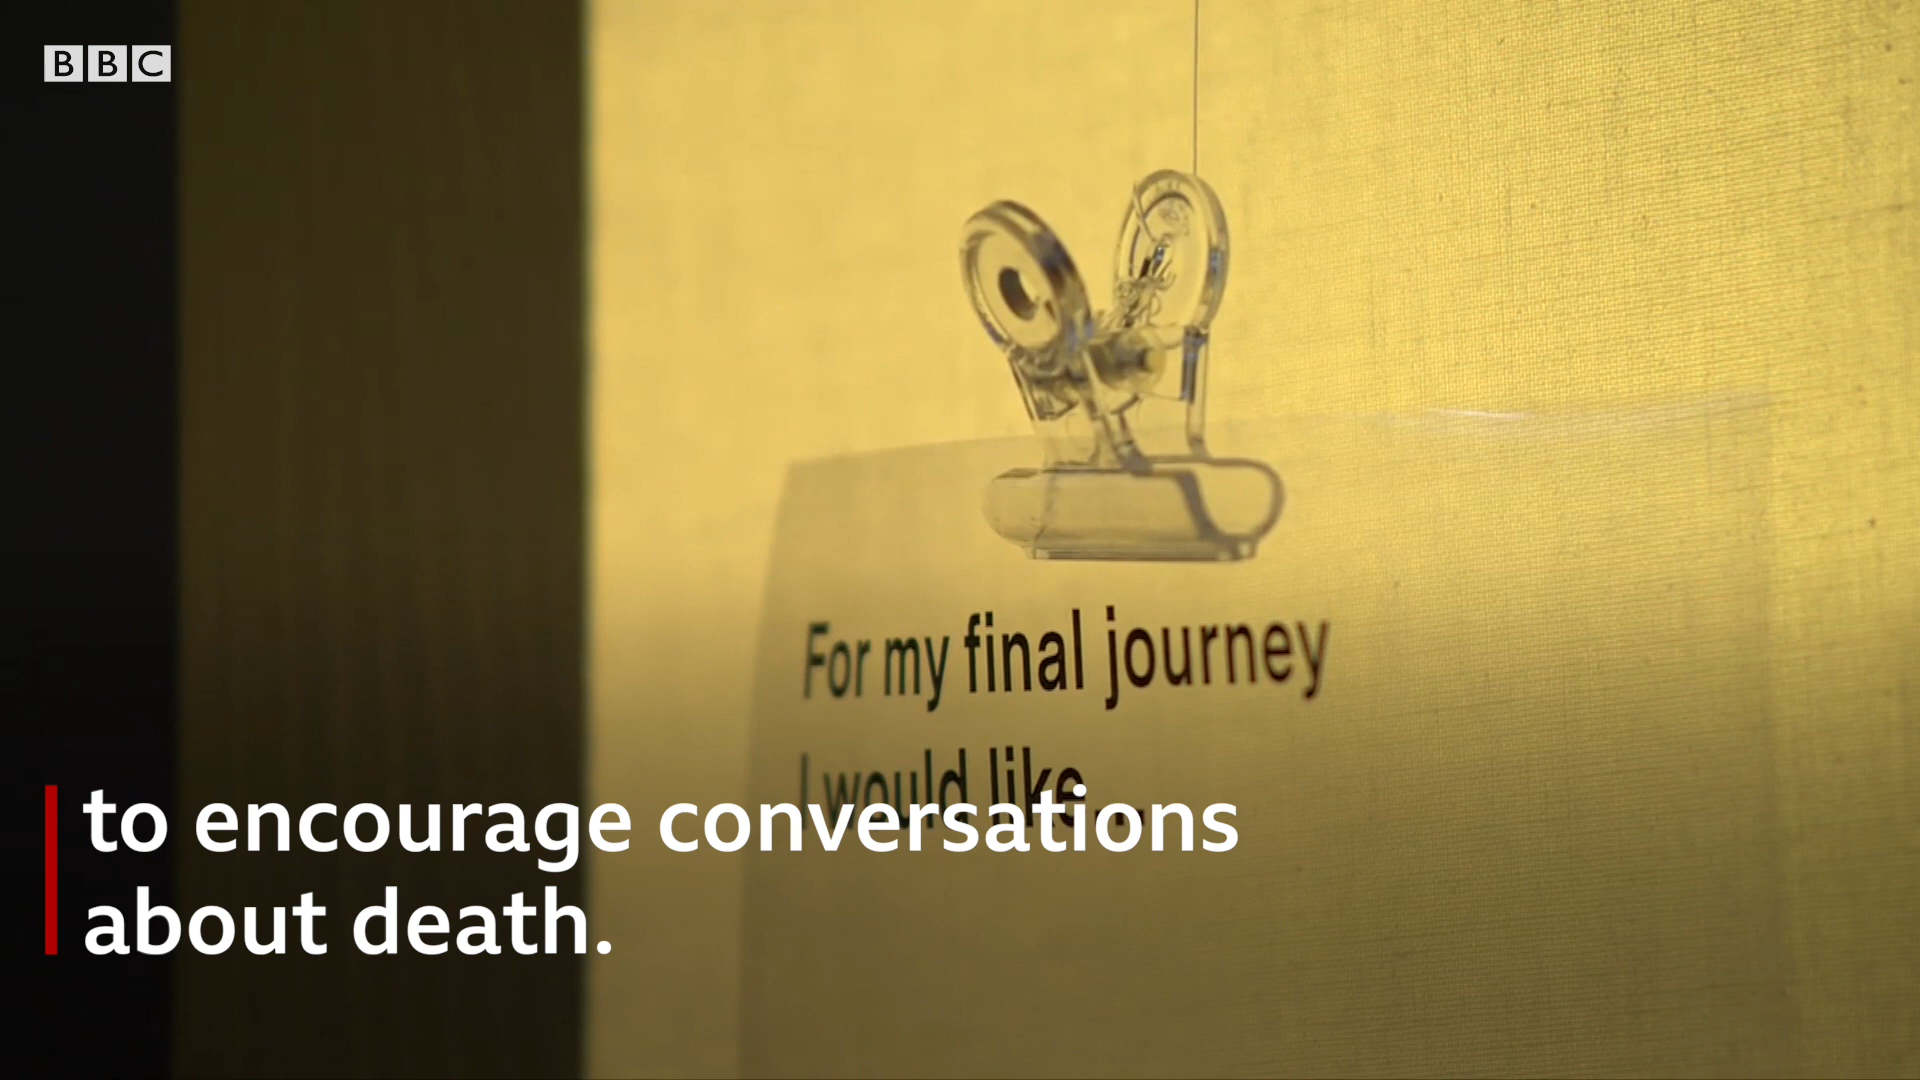 BBC
For my final journey
I would like...
to encourage conversations
about death.